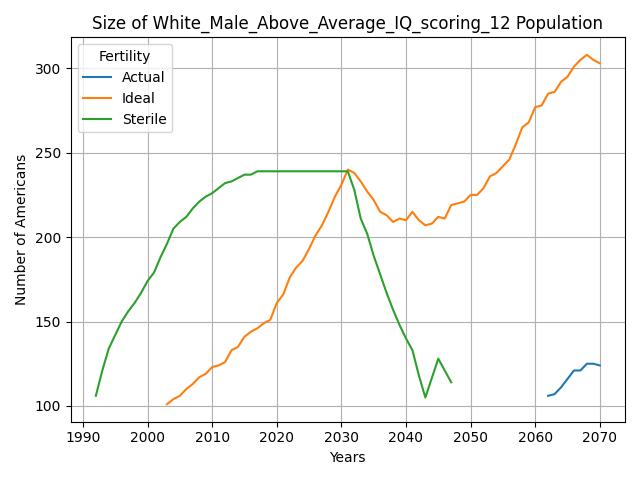 Size of White_Male_Above_Average_IQ_scoring_12 Population
Fertility
Actual
Ideal
Sterile
Number of Americans
300
250
200
150
100
1990 2000 2010 2020 2030 2040 2050 2060 2070
Years